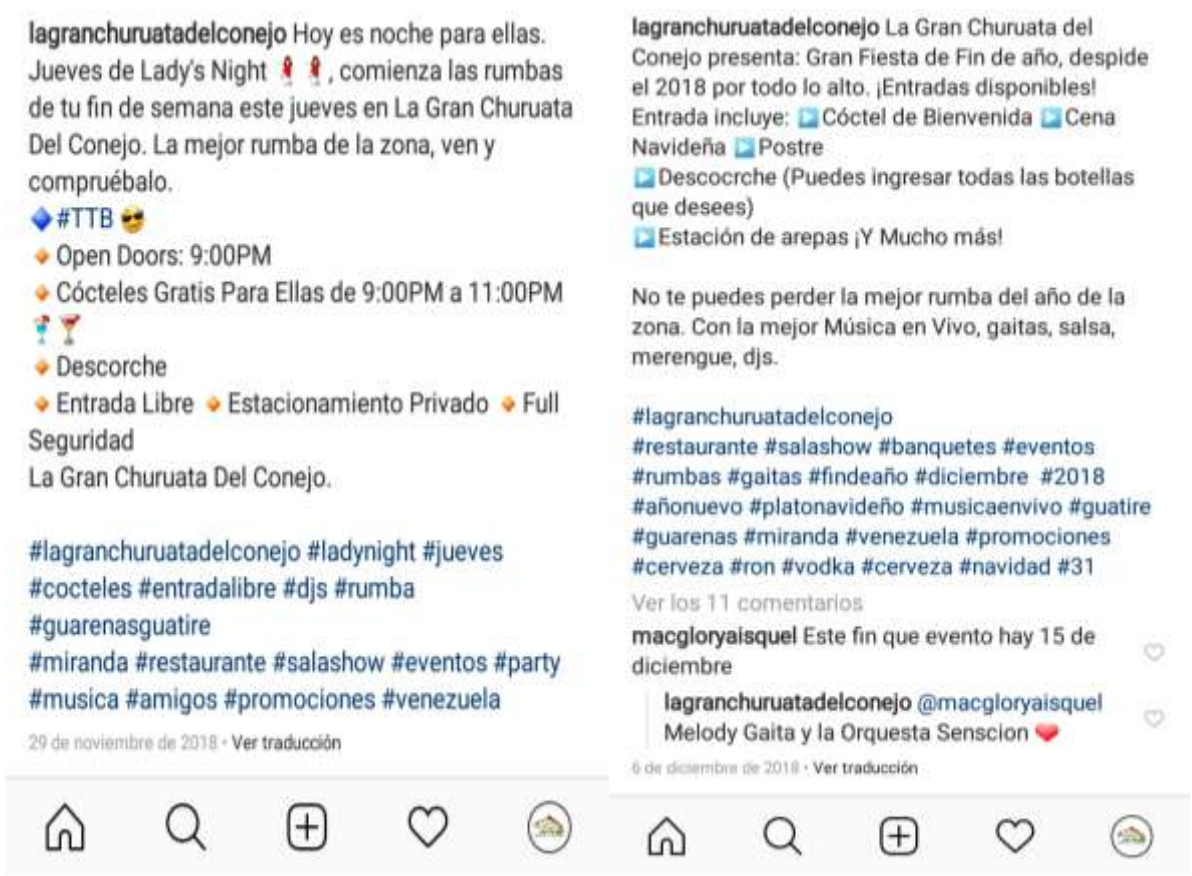 lagranchuruatadelconejo Hoy es noche para ellas.
Jueves de Lady's Night 💃 💃, comienza las rumbas
de tu fin de semana este jueves en La Gran Churuata
Del Conejo. La mejor rumba de la zona, ven y
compruébalo.
🔷 #TTB 😎
🔸 Open Doors: 9:00PM
🔸 Cócteles Gratis Para Ellas de 9:00PM a 11:00PM
🍹🍸
🔸 Descorche
🔸 Entrada Libre 🔸 Estacionamiento Privado 🔸 Full
Seguridad
La Gran Churuata Del Conejo.
#lagranchuruatadelconejo #ladynight #jueves
#cocteles #entradalibre #djs #rumba
#guarenasguatire
#miranda #restaurante #salashow #eventos #party
#musica #amigos #promociones #venezuela
29 de noviembre de 2018 • Ver traducción
lagranchuruatadelconejo La Gran Churuata del
Conejo presenta: Gran Fiesta de Fin de año, despide
el 2018 por todo lo alto. ¡Entradas disponibles!
Entrada incluye: ▶️Cóctel de Bienvenida ▶️Cena
Navideña ▶️Postre
▶️Descocrche (Puedes ingresar todas las botellas
que desees)
▶️Estación de arepas ¡Y Mucho más!
No te puedes perder la mejor rumba del año de la
zona. Con la mejor Música en Vivo, gaitas, salsa,
merengue, djs.
#lagranchuruatadelconejo
#restaurante #salashow #banquetes #eventos
#rumbas #gaitas #findeaño #diciembre #2018
#añonuevo #platonavideño #musicaenvivo #guatire
#guarenas #miranda #venezuela #promociones
#cerveza #ron #vodka #cerveza #navidad #31
Ver los 11 comentarios
macgloryaisquel Este fin que evento hay 15 de
diciembre
lagranchuruatadelconejo @macgloryaisquel
Melody Gaita y la Orquesta Senscion ❤️
6 de diciembre de 2018 • Ver traducción